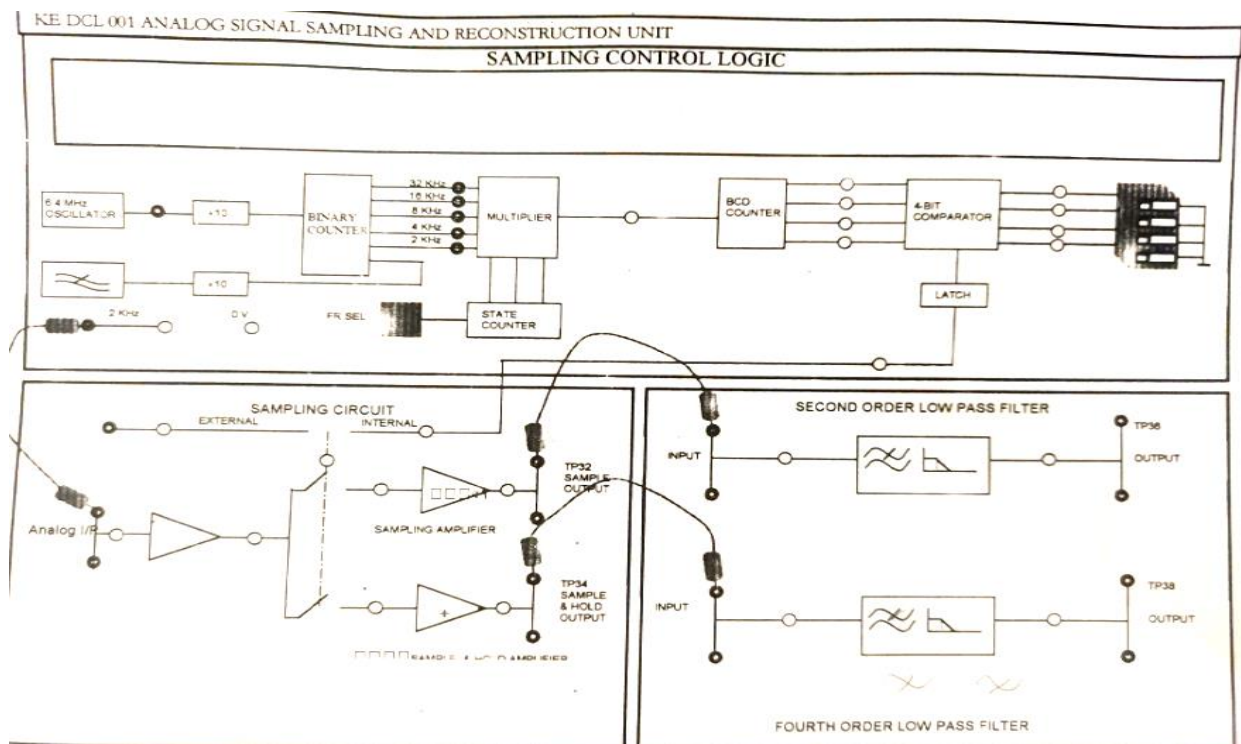 KE DCL 001 ANALOG SIGNAL SAMPLING AND RECONSTRUCTION UNIT
SAMPLING CONTROL LOGIC
6.4 MHz
OSCILLATOR
÷10
BINARY
COUNTER
32 KHz
16 KHz
8 KHz
4 KHz
2 KHz
MULTIPLIER
BCD
COUNTER
4-BIT
COMPARATOR
÷10
LATCH
2 KHz
0 V
FR SEL
STATE
COUNTER
SAMPLING CIRCUIT
EXTERNAL
INTERNAL
TP32
SAMPLE
OUTPUT
SAMPLING AMPLIFIER
Analog I/P
TP34
SAMPLE
& HOLD
OUTPUT
+
SAMPLE & HOLD AMPLIFIER
SECOND ORDER LOW PASS FILTER
TP36
INPUT
OUTPUT
TP38
INPUT
OUTPUT
FOURTH ORDER LOW PASS FILTER